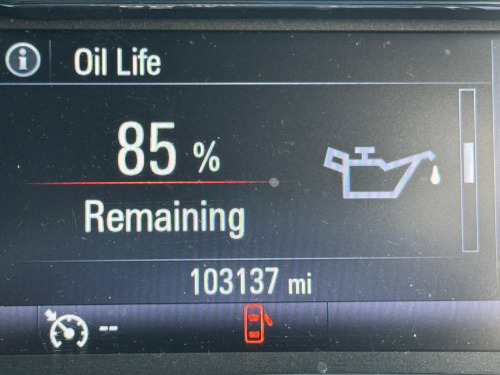 Oil Life
85 %
Remaining
103137 mi
--